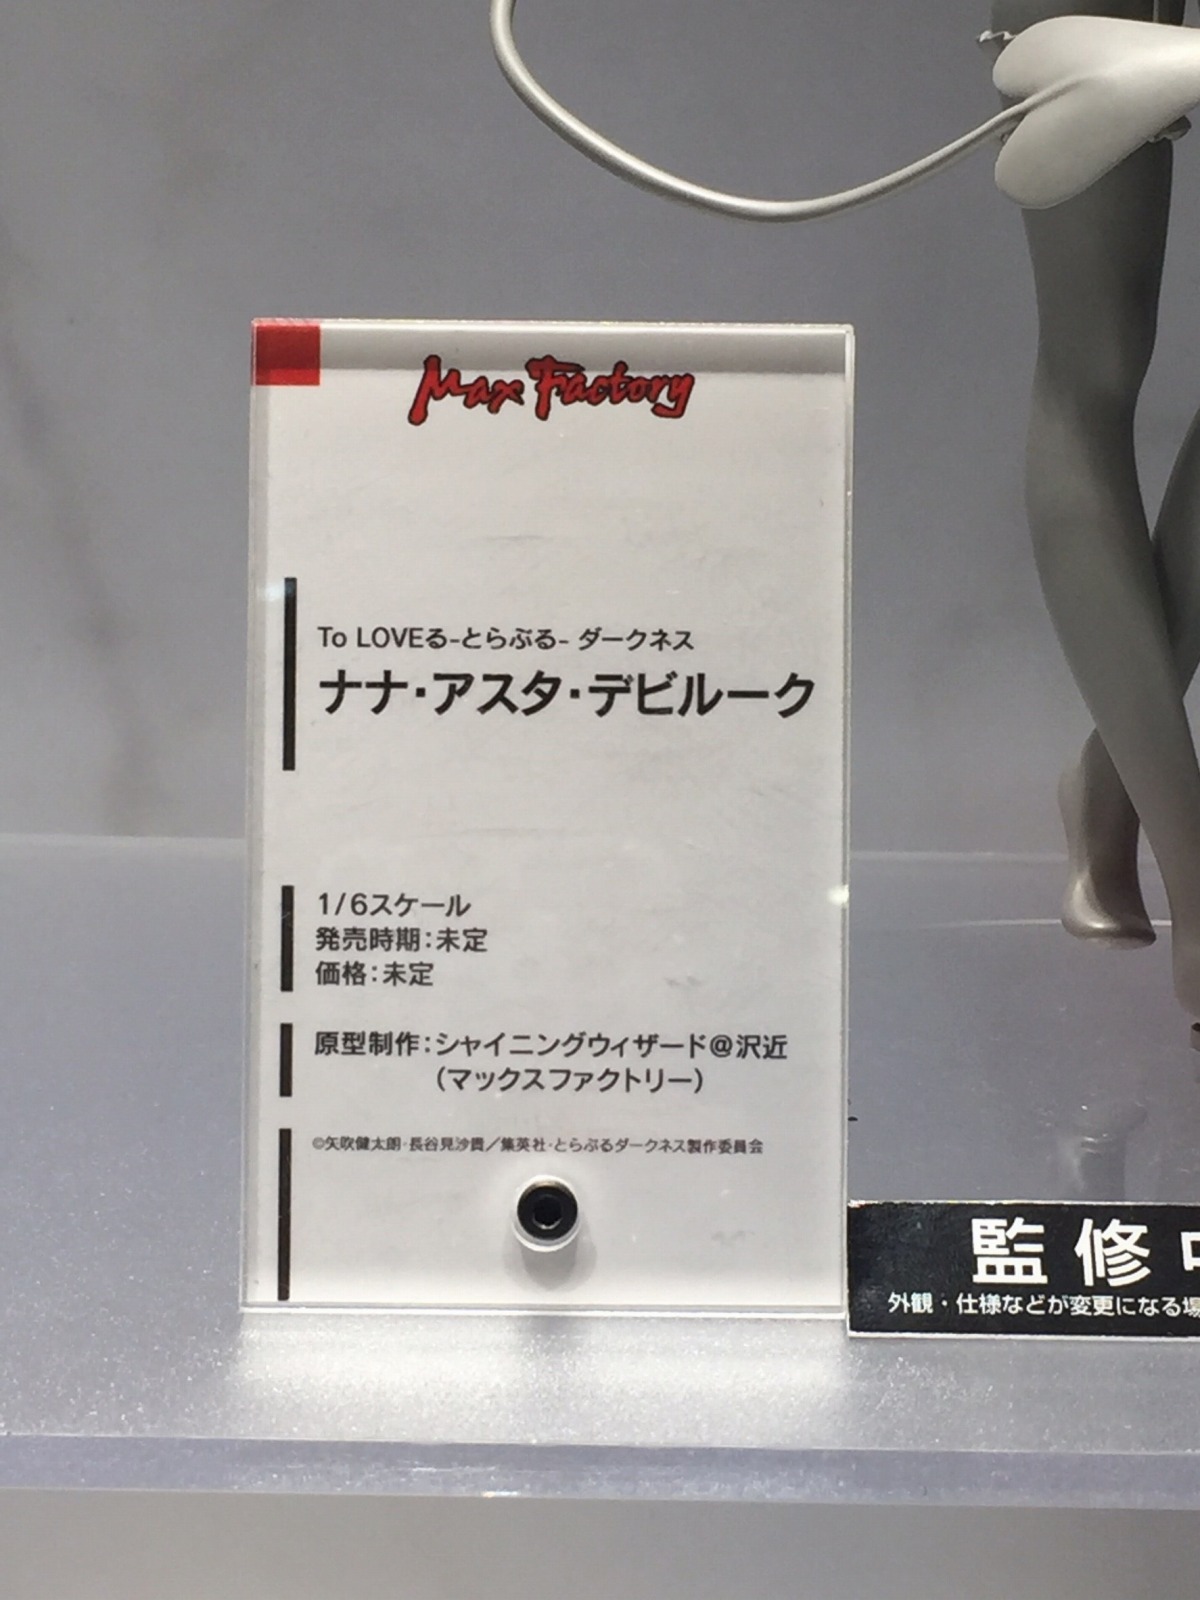 Max Factory
To LOVEる-とらぶる- ダークネス
ナナ・アスタ・デビルーク
1/6スケール
発売時期：未定
価格：未定
原型制作：シャイニングウィザード＠沢近
（マックスファクトリー）
©矢吹健太朗・長谷見沙貴／集英社・とらぶるダークネス製作委員会
監修中
外観・仕様などが変更になる場